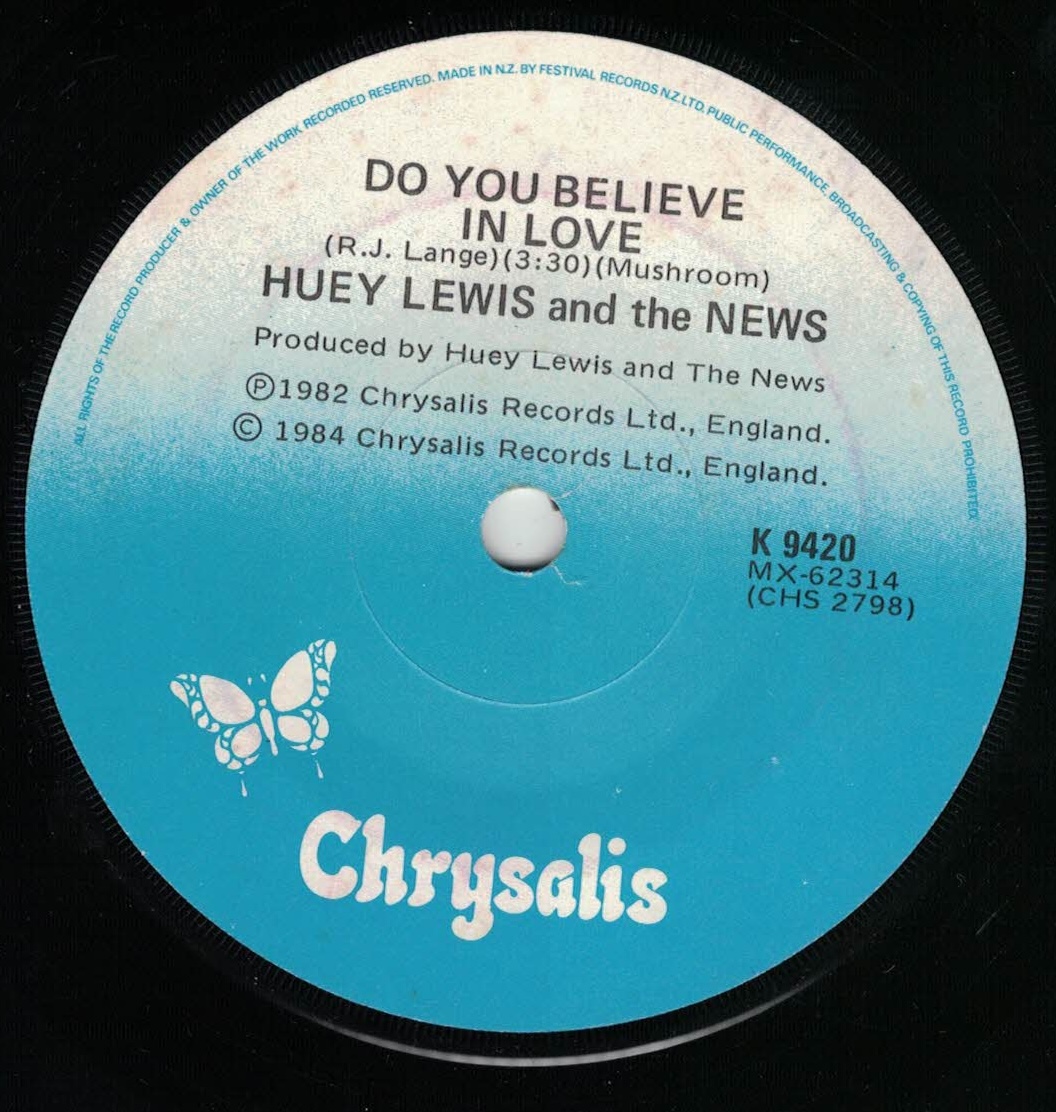 ALL RIGHTS OF THE RECORD PRODUCER & OWNER OF THE WORK RECORDED RESERVED. MADE IN N.Z. BY FESTIVAL RECORDS N.Z. LTD. PUBLIC PERFORMANCE, BROADCASTING & COPYING OF THIS RECORD PROHIBITED.
DO YOU BELIEVE
IN LOVE
(R.J. Lange)(3:30)(Mushroom)
HUEY LEWIS and the NEWS
Produced by Huey Lewis and The News
Ⓟ1982 Chrysalis Records Ltd., England.
© 1984 Chrysalis Records Ltd., England.
K 9420
MX-62314
(CHS 2798)
Chrysalis